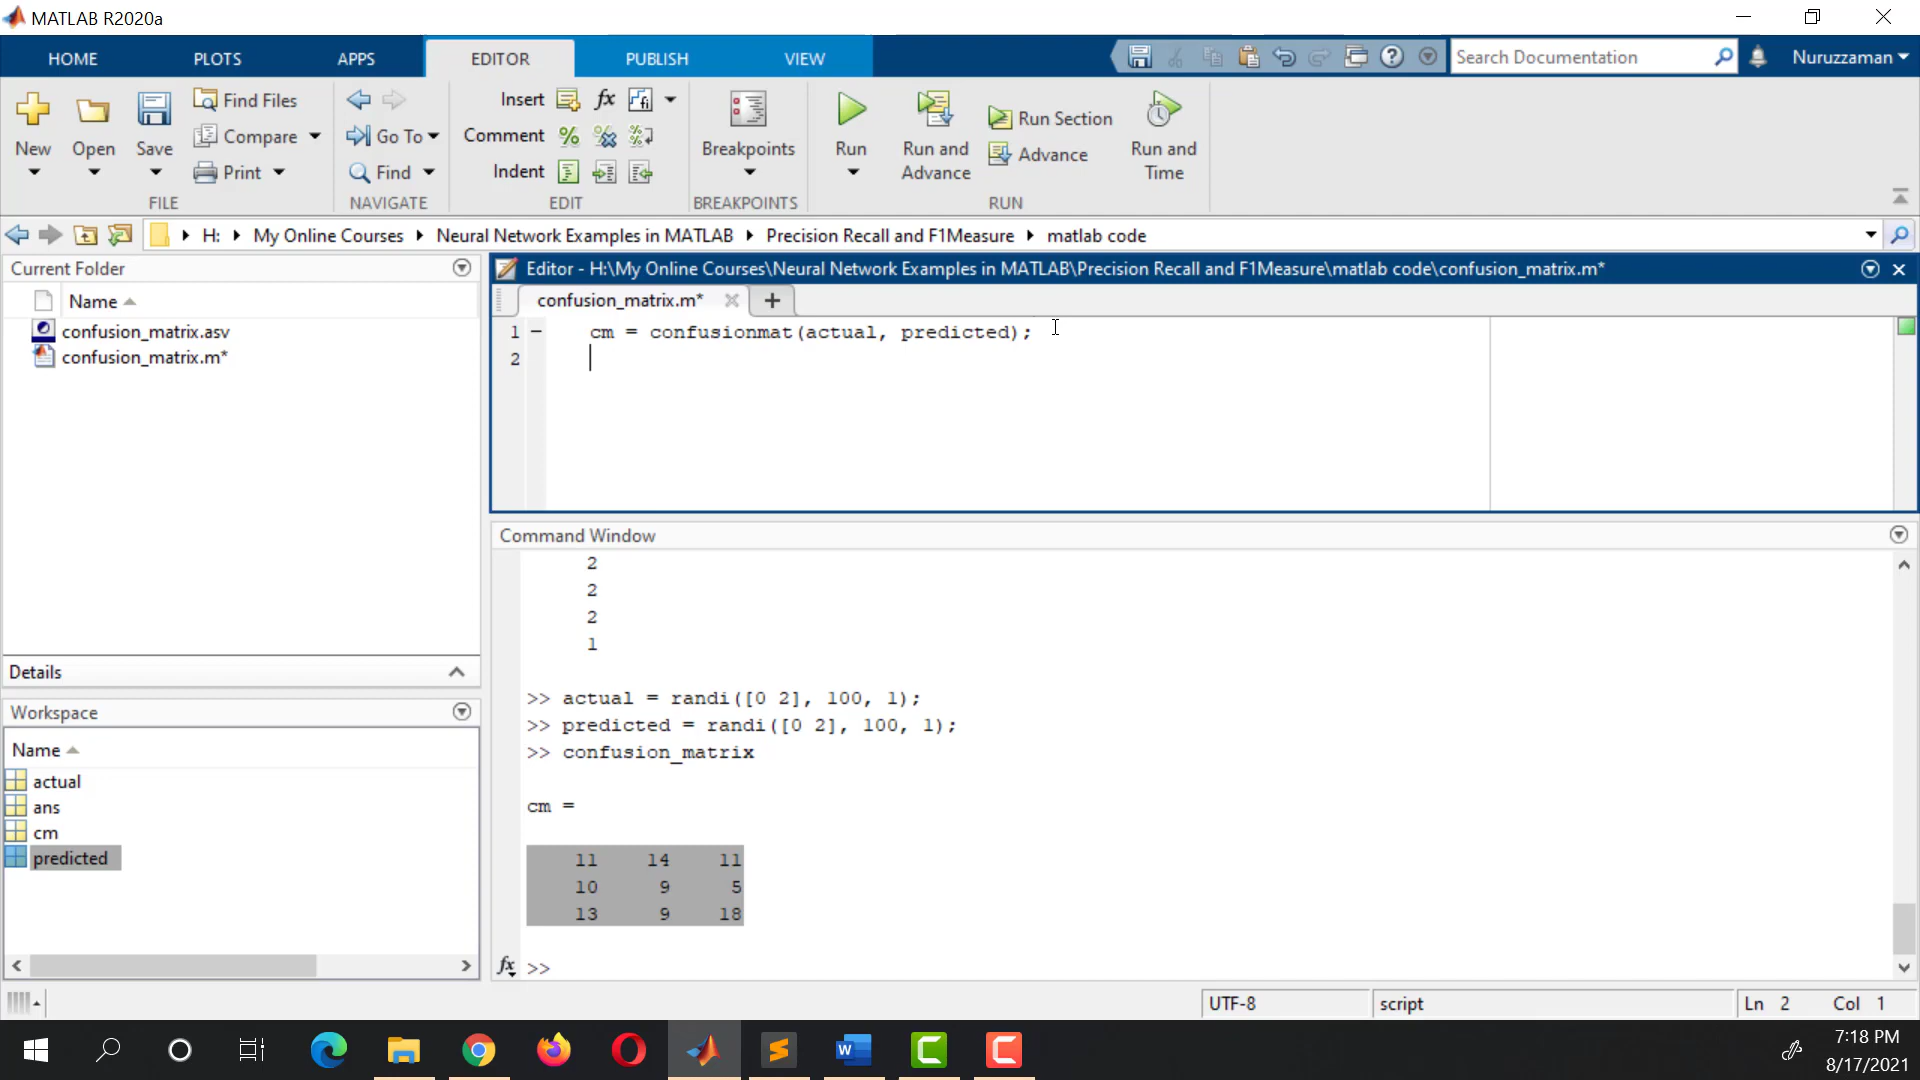 MATLAB R2020a
HOME PLOTS APPS EDITOR PUBLISH VIEW
Search Documentation
Nuruzzaman
New Open Save
Find Files
Compare
Print
FILE
Go To
Find
NAVIGATE
Insert fx fi
Comment
Indent
EDIT
Breakpoints
BREAKPOINTS
Run
Run and Advance
Run Section
Advance
Run and Time
RUN
H: My Online Courses Neural Network Examples in MATLAB Precision Recall and F1Measure matlab code
Current Folder
Name
confusion_matrix.asv
confusion_matrix.m*
Details
Workspace
Name
actual
ans
cm
predicted
Editor - H:\My Online Courses\Neural Network Examples in MATLAB\Precision Recall and F1Measure\matlab code\confusion_matrix.m*
confusion_matrix.m*
1 cm = confusionmat(actual, predicted);
2
Command Window
2
2
2
1
>> actual = randi([0 2], 100, 1);
>> predicted = randi([0 2], 100, 1);
>> confusion_matrix
cm =
11 14 11
10 9 5
13 9 18
fx >>
UTF-8 script Ln 2 Col 1
7:18 PM
8/17/2021